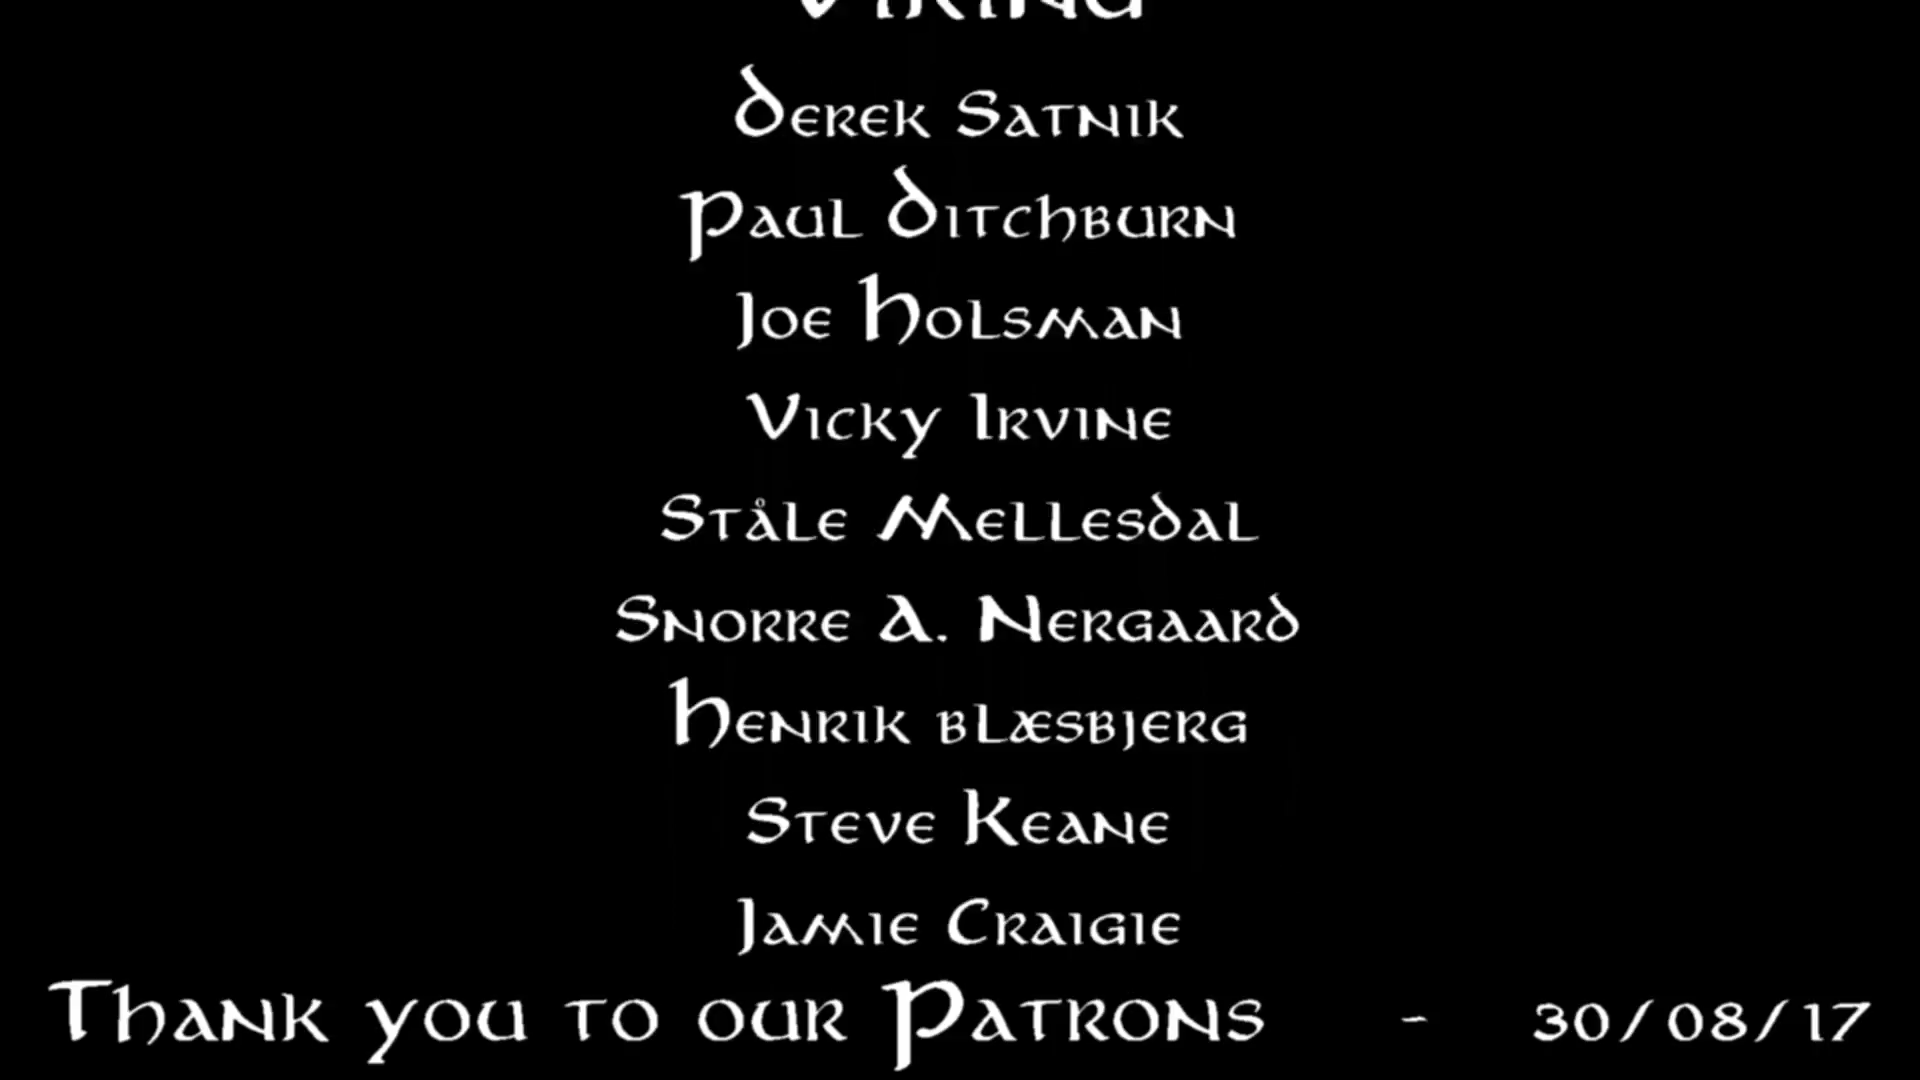 Viking
Derek Satnik
Paul Ditchburn
Joe Holsman
Vicky Irvine
Ståle Mellesdal
Snorre A. Nergaard
Henrik blæsbjerg
Steve Keane
Jamie Craigie
Thank you to our Patrons - 30/08/17